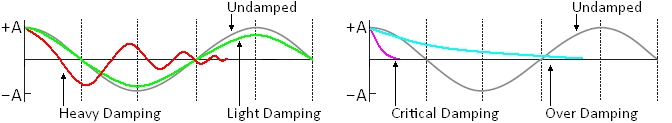 Undamped
+A
−A
Heavy Damping
Light Damping
Undamped
+A
−A
Critical Damping
Over Damping